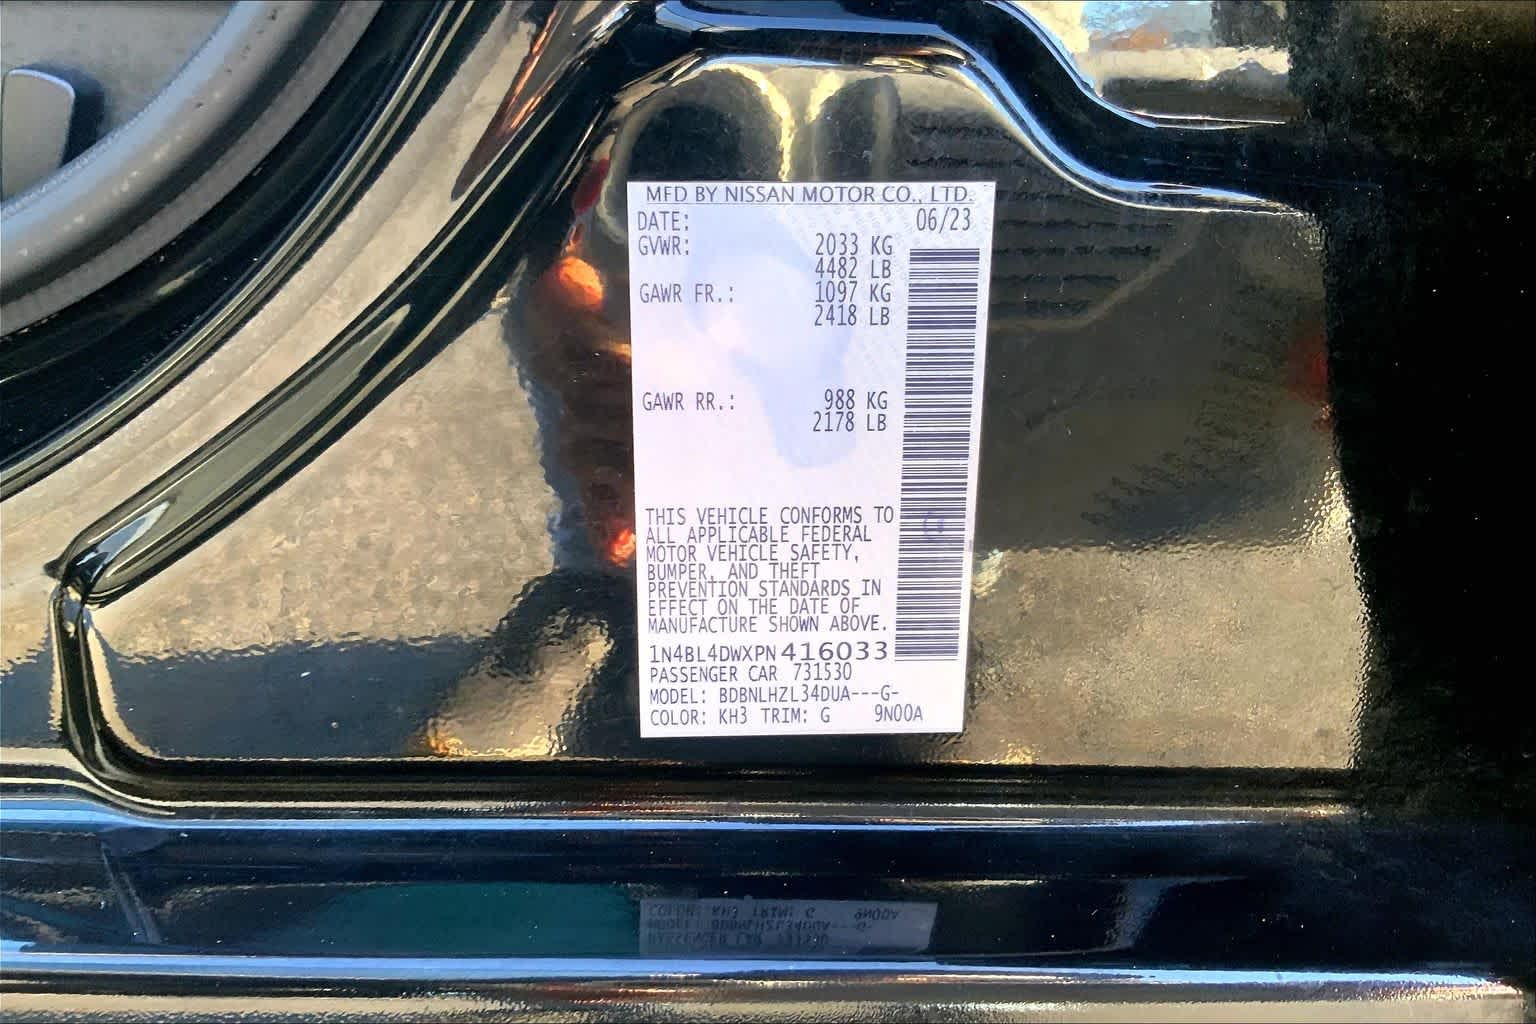 MFD BY NISSAN MOTOR CO., LTD.
DATE: 06/23
GVWR: 2033 KG
4482 LB
GAWR FR.: 1097 KG
2418 LB
GAWR RR.: 988 KG
2178 LB
THIS VEHICLE CONFORMS TO
ALL APPLICABLE FEDERAL
MOTOR VEHICLE SAFETY,
BUMPER, AND THEFT
PREVENTION STANDARDS IN
EFFECT ON THE DATE OF
MANUFACTURE SHOWN ABOVE.
1N4BL4DWXPN416033
PASSENGER CAR 731530
MODEL: BDBNLHZL34DUA---G-
COLOR: KH3 TRIM: G 9N00A